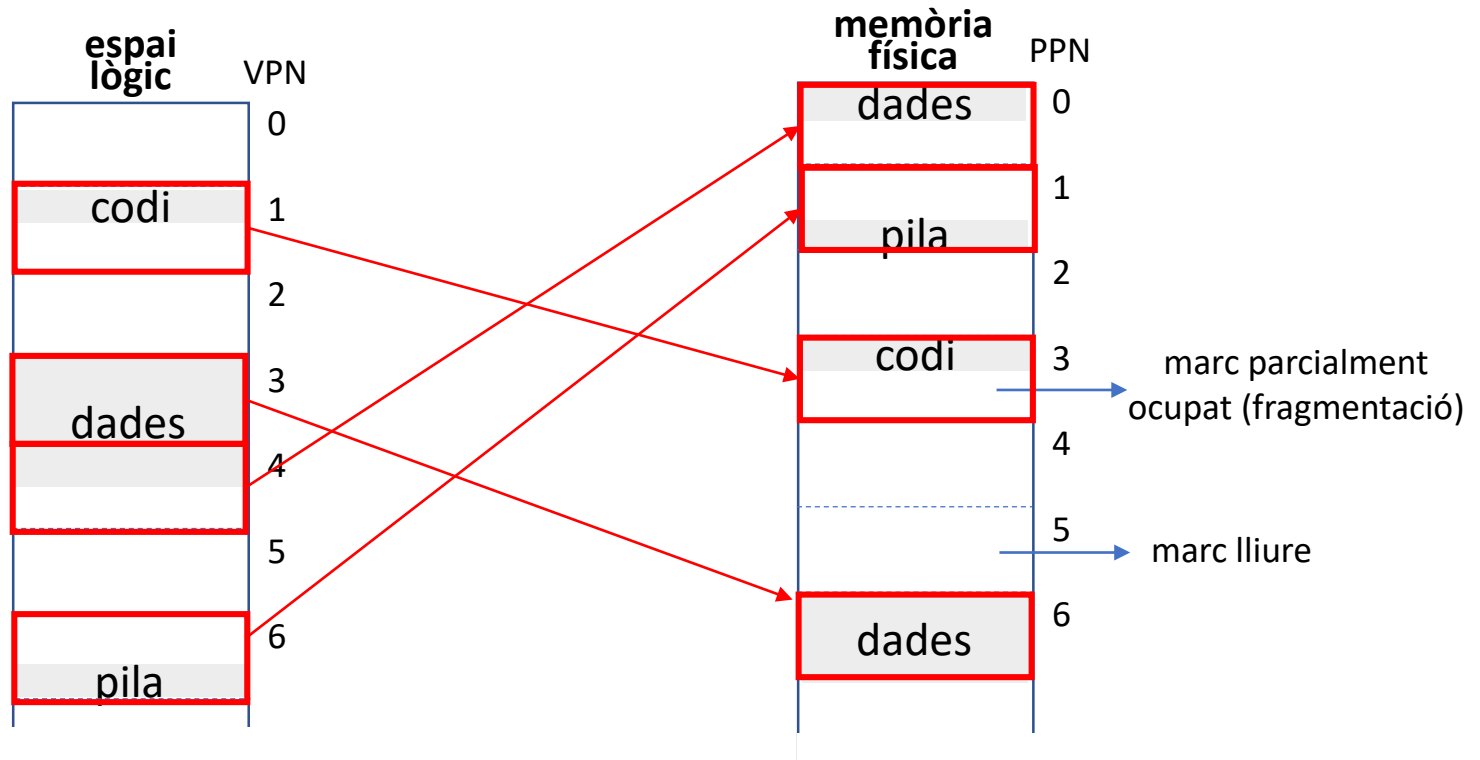 espai
lògic
VPN
0
codi
1
2
3
dades
4
5
6
pila
memòria
física
PPN
dades
0
1
pila
2
codi
3
marc parcialment
ocupat (fragmentació)
4
5
marc lliure
6
dades